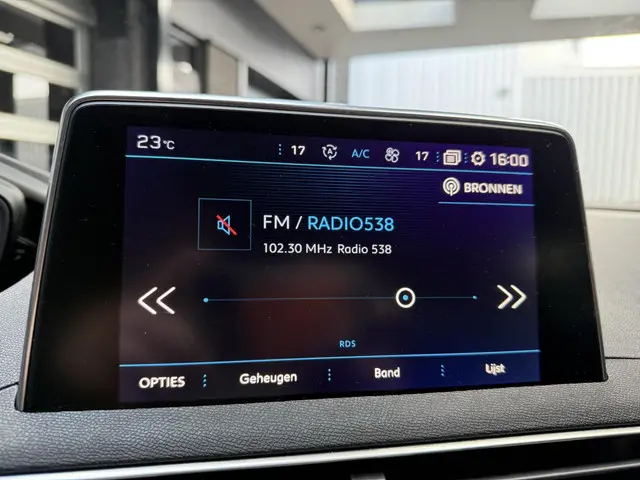 23°C 17 A/C 17 16:00
BRONNEN
FM / RADIO538
102.30 MHz Radio 538
RDS
OPTIES Geheugen Band Lijst